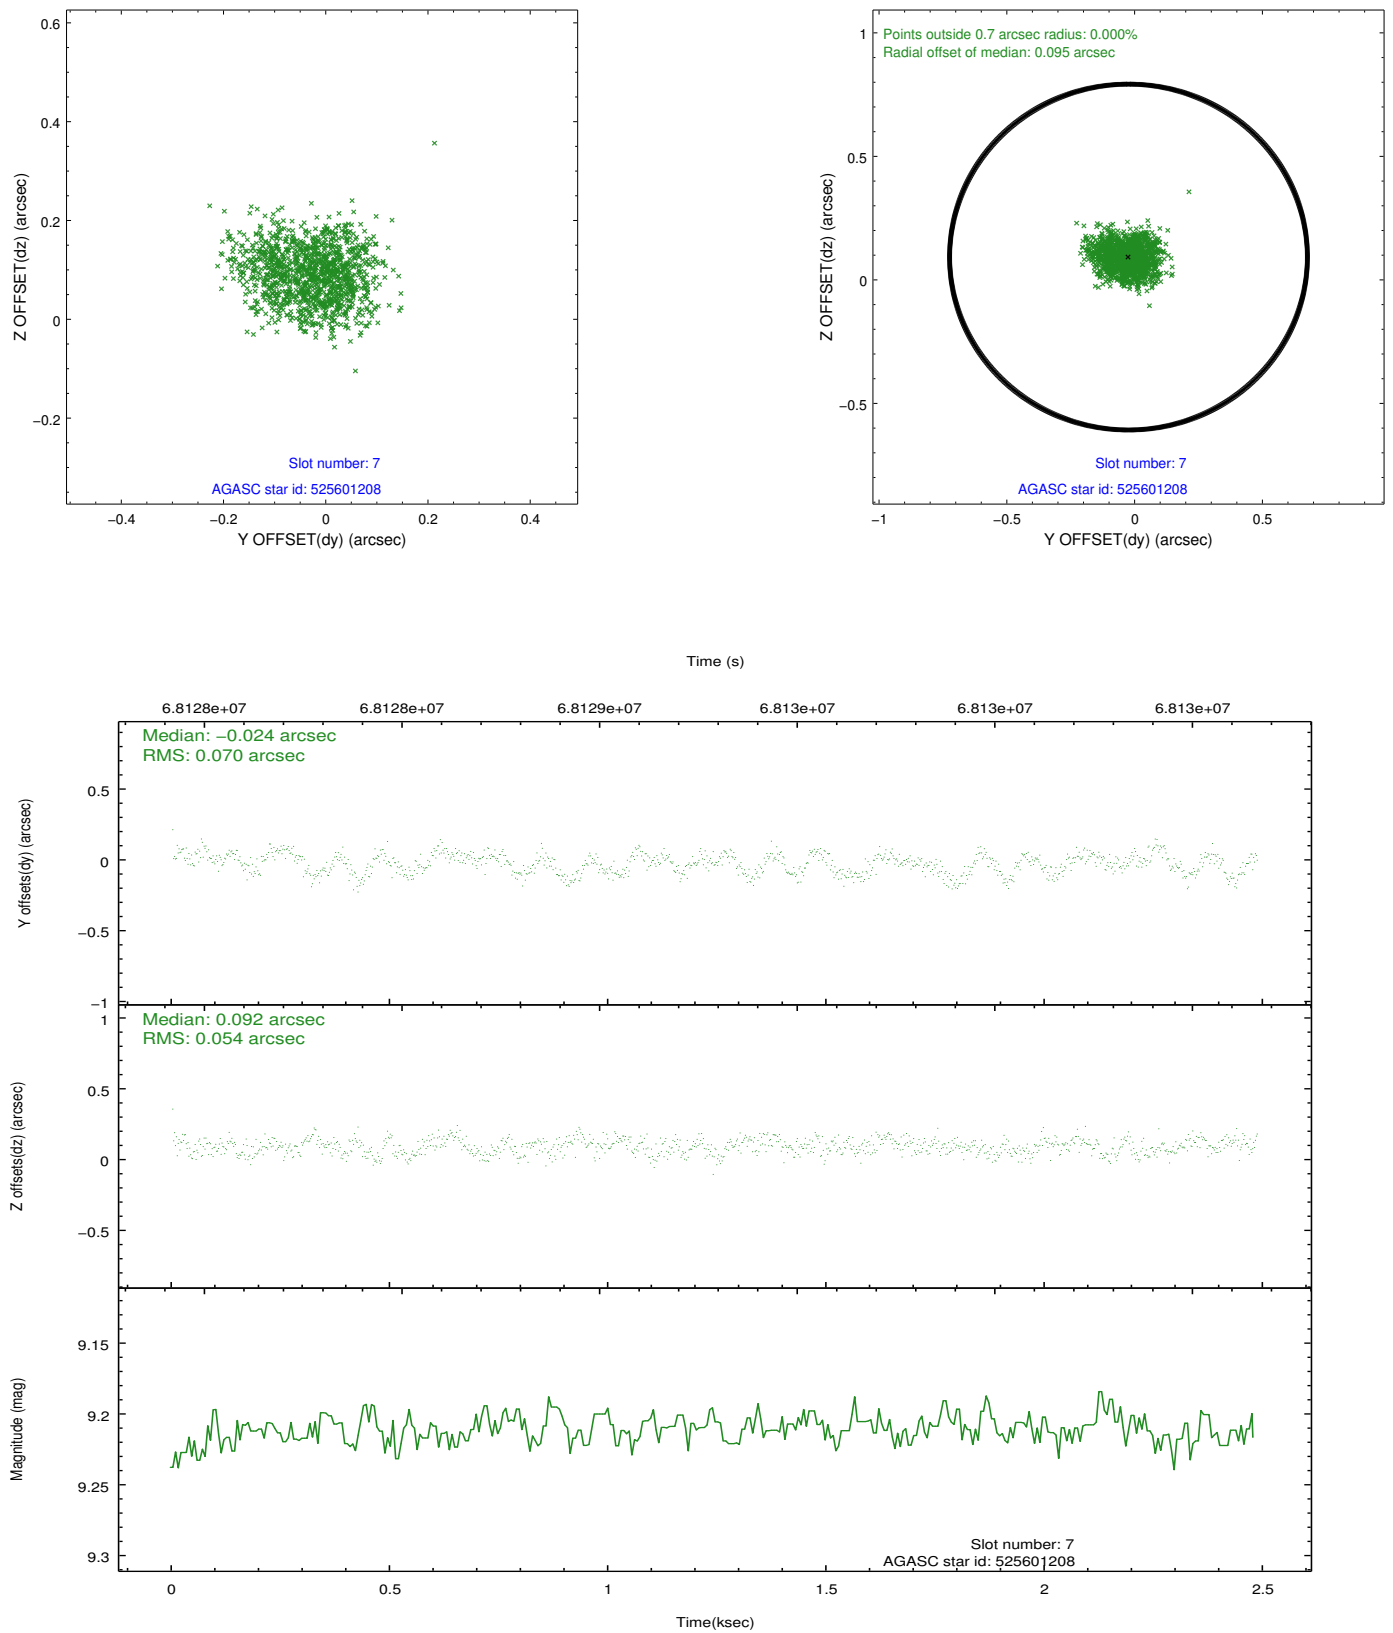 0.6
0.4
0.2
0
−0.2
Z OFFSET(dz) (arcsec)
Slot number: 7
AGASC star id: 525601208
−0.4
−0.2
0
0.2
0.4
Y OFFSET(dy) (arcsec)
Points outside 0.7 arcsec radius: 0.000%
Radial offset of median: 0.095 arcsec
1
0.5
0
−0.5
Z OFFSET(dz) (arcsec)
Slot number: 7
AGASC star id: 525601208
−1
−0.5
0
0.5
Y OFFSET(dy) (arcsec)
Time (s)
6.8128e+07
6.8128e+07
6.8129e+07
6.813e+07
6.813e+07
6.813e+07
Median: −0.024 arcsec
RMS: 0.070 arcsec
0.5
0
−0.5
−1
Y offsets(dy) (arcsec)
Median: 0.092 arcsec
RMS: 0.054 arcsec
1
0.5
0
−0.5
Z offsets(dz) (arcsec)
9.15
9.2
9.25
9.3
Magnitude (mag)
Slot number: 7
AGASC star id: 525601208
0
0.5
1
1.5
2
2.5
Time(ksec)